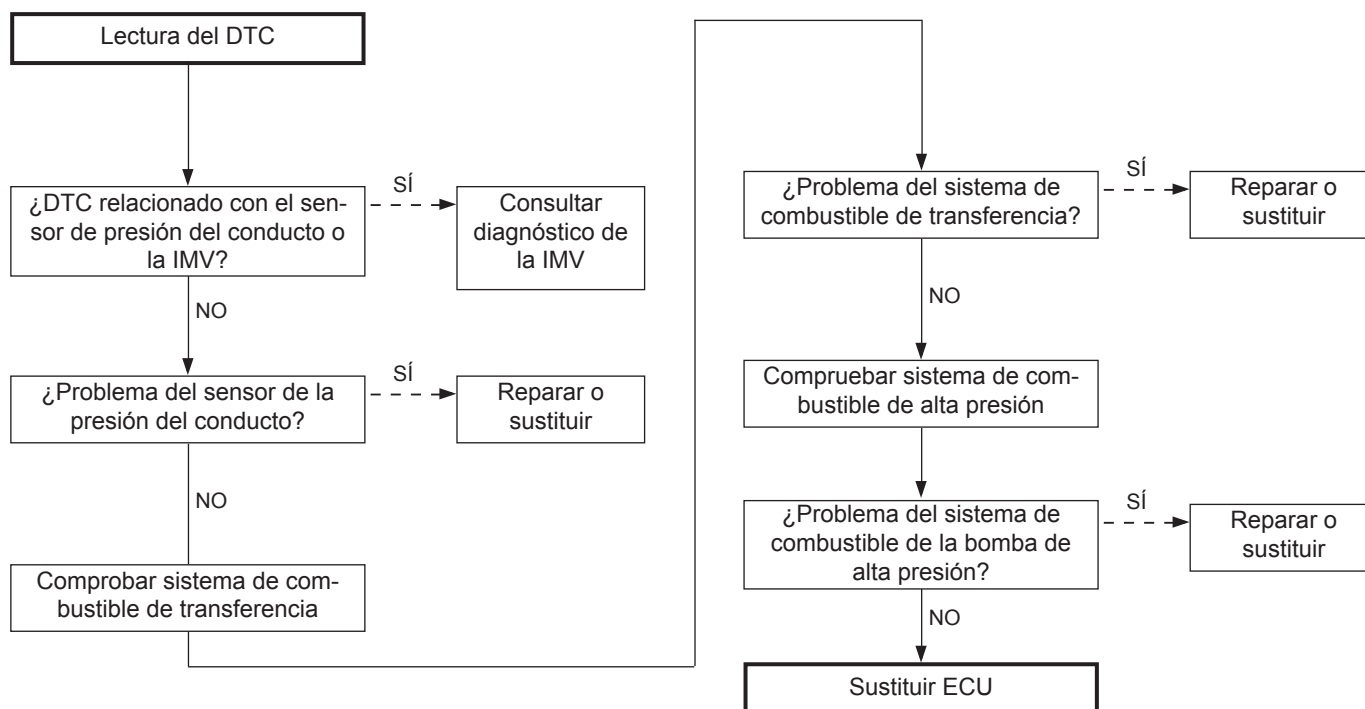 Lectura del DTC
¿DTC relacionado con el sen-
sor de presión del conducto o
la IMV?
SÍ
Consultar
diagnóstico de
la IMV
NO
¿Problema del sensor de la
presión del conducto?
SÍ
Reparar o
sustituir
NO
Comprobar sistema de com-
bustible de transferencia
¿Problema del sistema de
combustible de transferencia?
SÍ
Reparar o
sustituir
NO
Compruebar sistema de com-
bustible de alta presión
¿Problema del sistema de
combustible de la bomba de
alta presión?
SÍ
Reparar o
sustituir
NO
Sustituir ECU